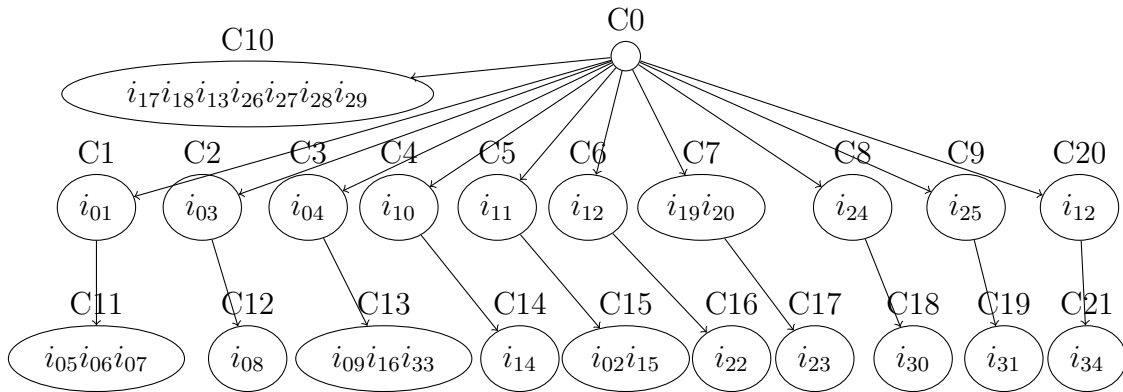 C0
C10
i₁₇i₁₈i₁₃i₂₆i₂₇i₂₈i₂₉
C1 C2 C3 C4 C5 C6 C7 C8 C9 C20
i₀₁ i₀₃ i₀₄ i₁₀ i₁₁ i₁₂ i₁₉i₂₀ i₂₄ i₂₅ i₁₂
C11 C12 C13 C14 C15 C16 C17 C18 C19 C21
i₀₅i₀₆i₀₇ i₀₈ i₀₉i₁₆i₃₃ i₁₄ i₀₂i₁₅ i₂₂ i₂₃ i₃₀ i₃₁ i₃₄